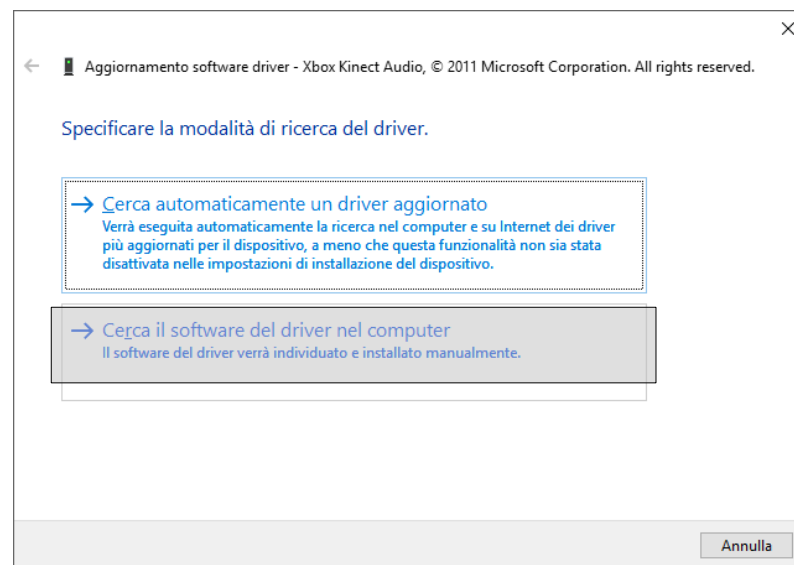 Aggiornamento software driver - Xbox Kinect Audio, © 2011 Microsoft Corporation. All rights reserved.
Specificare la modalità di ricerca del driver.
Cerca automaticamente un driver aggiornato
Verrà eseguita automaticamente la ricerca nel computer e su Internet dei driver
più aggiornati per il dispositivo, a meno che questa funzionalità non sia stata
disattivata nelle impostazioni di installazione del dispositivo.
Cerca il software del driver nel computer
Il software del driver verrà individuato e installato manualmente.
Annulla